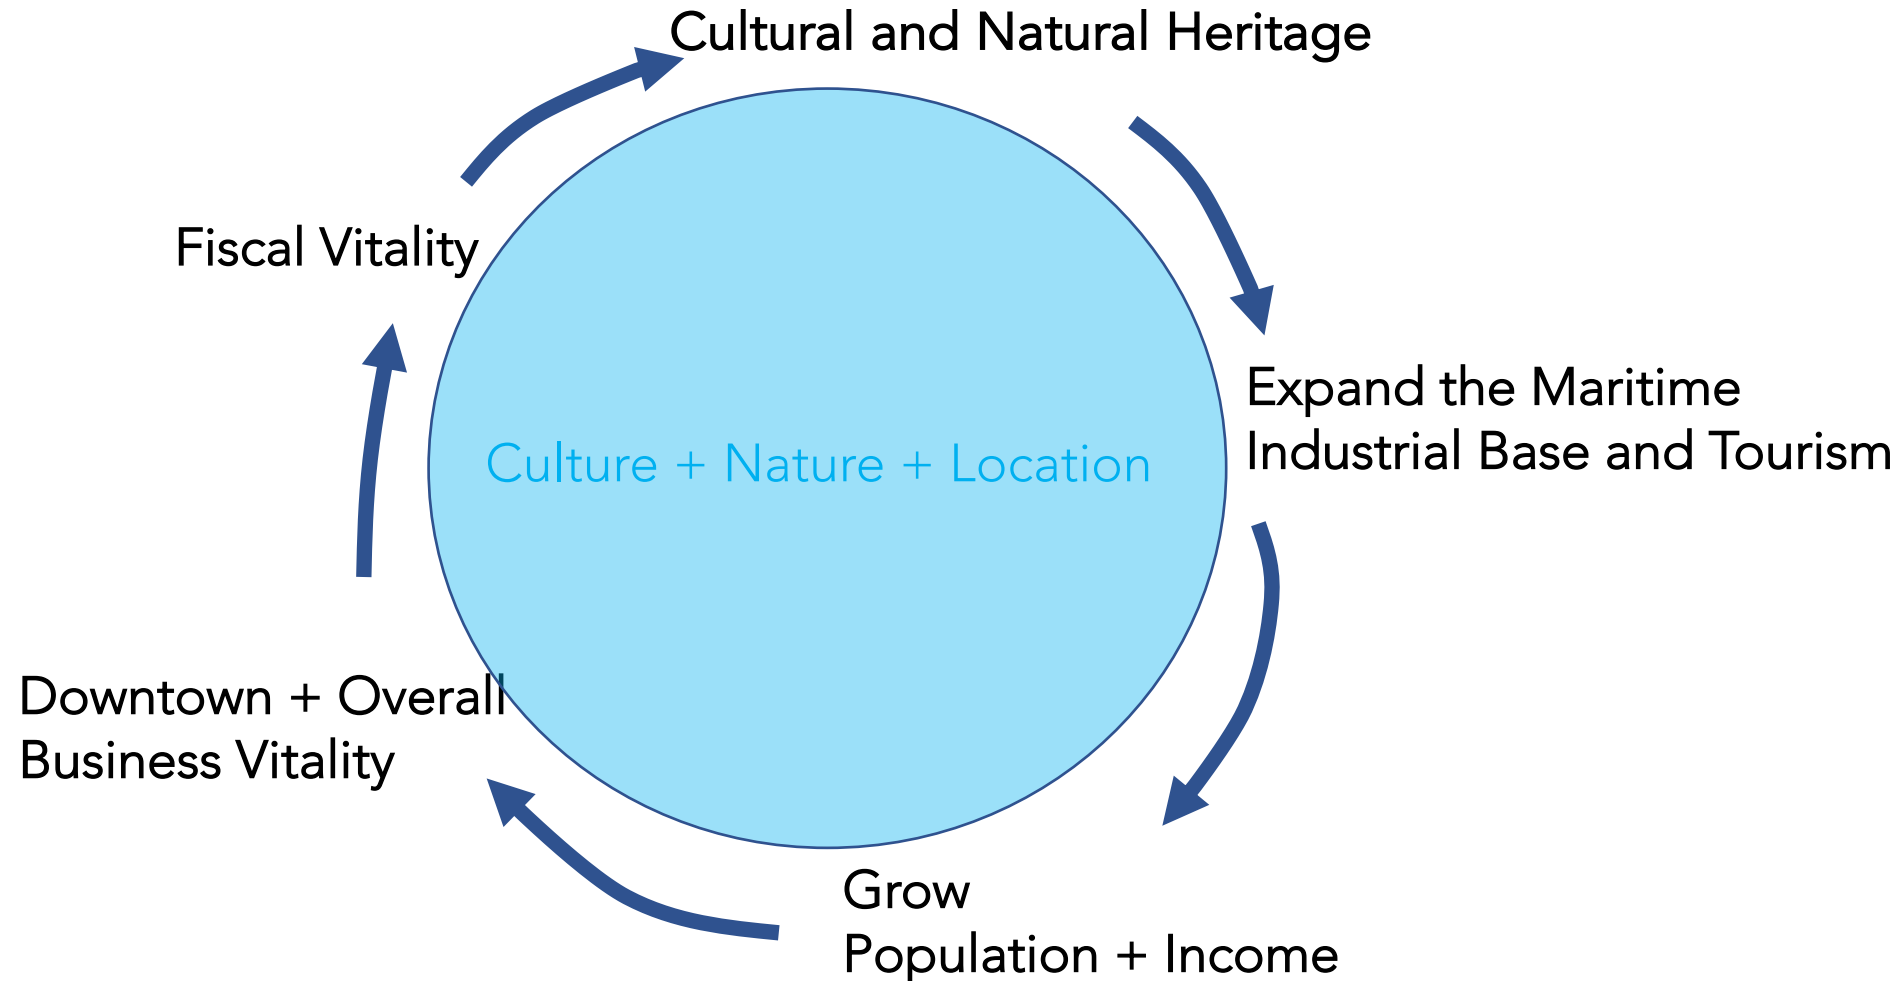 Cultural and Natural Heritage
Fiscal Vitality
Expand the Maritime
Industrial Base and Tourism
Culture + Nature + Location
Downtown + Overall
Business Vitality
Grow
Population + Income